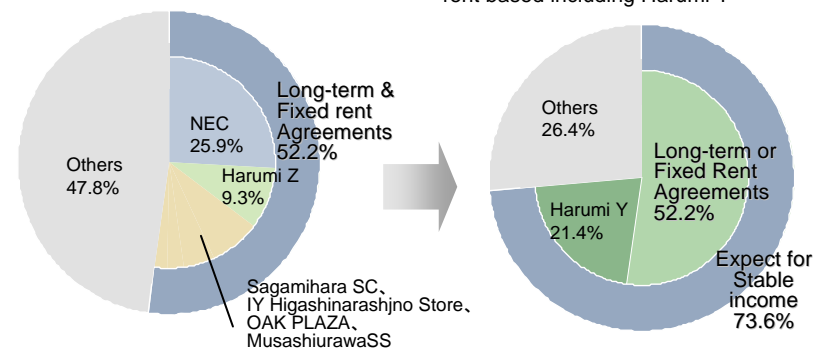 rent based including Harumi Y
Long-term &
Fixed rent
Agreements
52.2%
NEC
25.9%
Harumi Z
9.3%
Others
47.8%
Sagamihara SC、
IY Higashinarashjno Store、
OAK PLAZA、
MusashiurawaSS
Others
26.4%
Long-term or
Fixed Rent
Agreements
52.2%
Harumi Y
21.4%
Expect for
Stable
income
73.6%